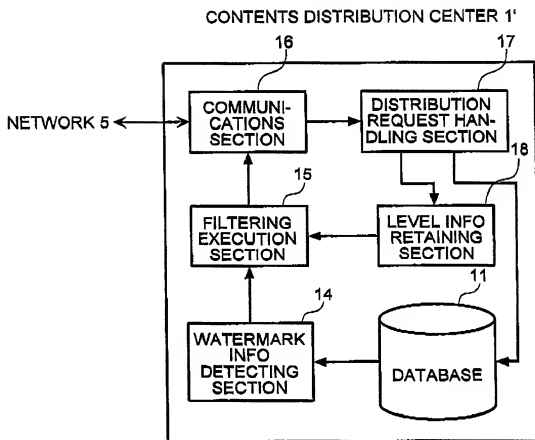 CONTENTS DISTRIBUTION CENTER 1'
16
17
COMMUNI-
CATIONS
SECTION
DISTRIBUTION
REQUEST HAN-
DLING SECTION
NETWORK 5
18
15
FILTERING
EXECUTION
SECTION
LEVEL INFO
RETAINING
SECTION
11
14
WATERMARK
INFO
DETECTING
SECTION
DATABASE